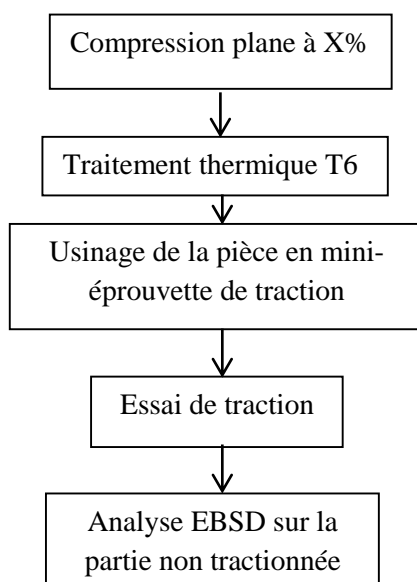 Compression plane à X%
Traitement thermique T6
Usinage de la pièce en mini-
éprouvette de traction
Essai de traction
Analyse EBSD sur la
partie non tractionnée